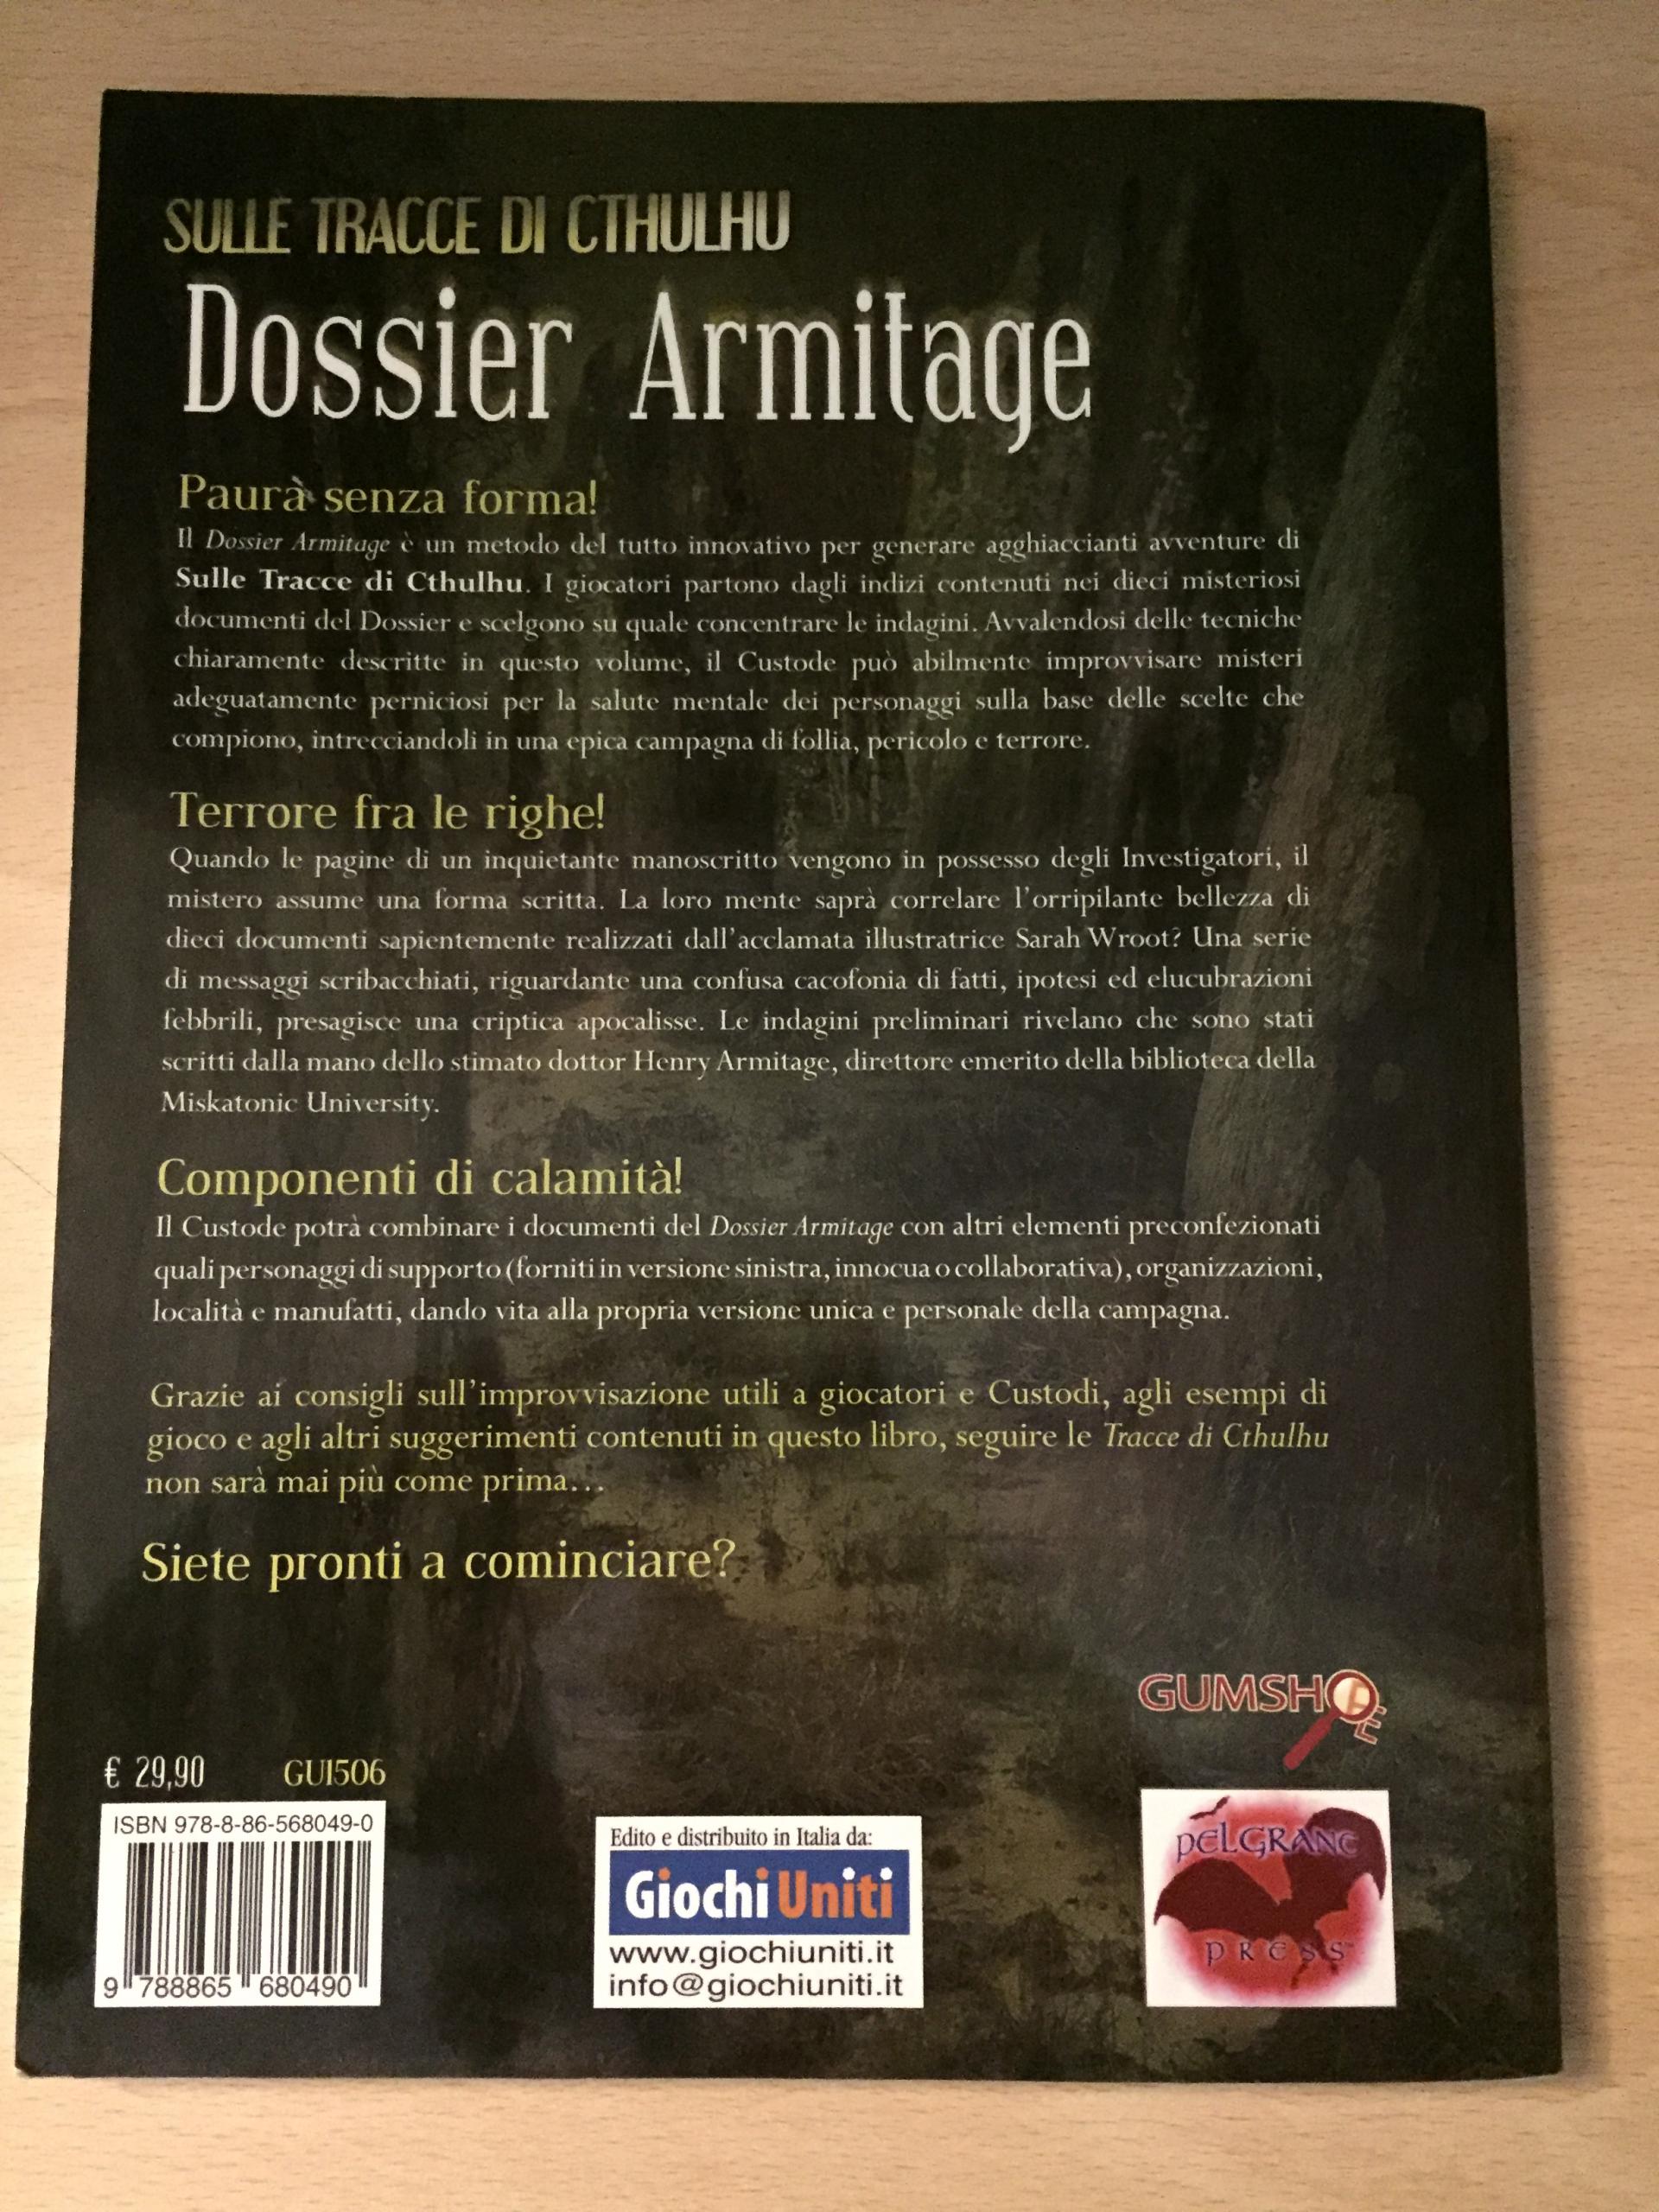 SULLE TRACCE DI CTHULHU
Dossier Armitage
Paura senza forma!
Il Dossier Armitage è un metodo del tutto innovativo per generare agghiaccianti avventure di
Sulle Tracce di Cthulhu. I giocatori partono dagli indizi contenuti nei dieci misteriosi
documenti del Dossier e scelgono su quale concentrare le indagini. Avvalendosi delle tecniche
chiaramente descritte in questo volume, il Custode può abilmente improvvisare misteri
adeguatamente perniciosi per la salute mentale dei personaggi sulla base delle scelte che
compiono, intrecciandoli in una epica campagna di follia, pericolo e terrore.
Terrore fra le righe!
Quando le pagine di un inquietante manoscritto vengono in possesso degli Investigatori, il
mistero assume una forma scritta. La loro mente saprà correlare l'orripilante bellezza di
dieci documenti sapientemente realizzati dall'acclamata illustratrice Sarah Wroot? Una serie
di messaggi scribacchiati, riguardante una confusa cacofonia di fatti, ipotesi ed elucubrazioni
febbrili, presagisce una criptica apocalisse. Le indagini preliminari rivelano che sono stati
scritti dalla mano dello stimato dottor Henry Armitage, direttore emerito della biblioteca della
Miskatonic University.
Componenti di calamità!
Il Custode potrà combinare i documenti del Dossier Armitage con altri elementi preconfezionati
quali personaggi di supporto (forniti in versione sinistra, innocua o collaborativa), organizzazioni,
località e manufatti, dando vita alla propria versione unica e personale della campagna.
Grazie ai consigli sull'improvvisazione utili a giocatori e Custodi, agli esempi di
gioco e agli altri suggerimenti contenuti in questo libro, seguire le Tracce di Cthulhu
non sarà mai più come prima...
Siete pronti a cominciare?
GUMSHOE
€ 29,90 GU1506
ISBN 978-8-86-568049-0
9 788865 680490
Edito e distribuito in Italia da:
Giochi Uniti
www.giochiuniti.it
info@giochiuniti.it
PELGRANE
PRESS™